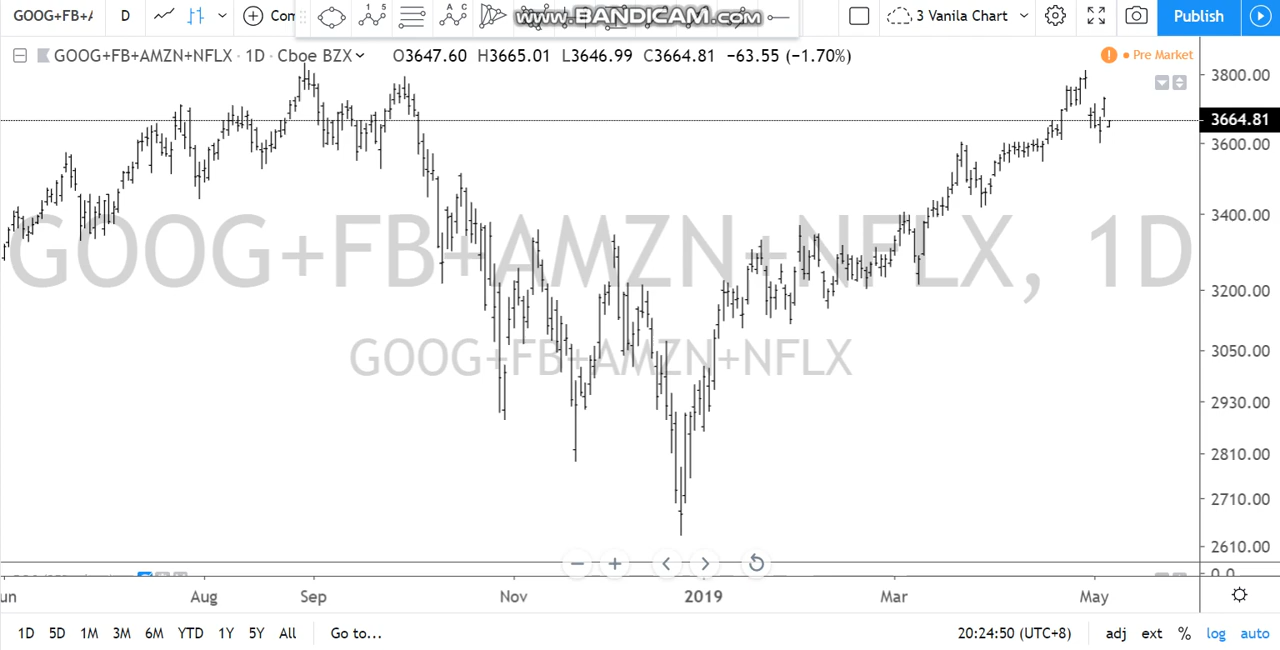 GOOG+FB+A
D
Com
www.BANDICAM.com
3 Vanila Chart
Publish
GOOG+FB+AMZN+NFLX · 1D · Cboe BZX
O3647.60 H3665.01 L3646.99 C3664.81 −63.55 (−1.70%)
Pre Market
3800.00
3664.81
3600.00
3400.00
3200.00
3050.00
2930.00
2810.00
2710.00
2610.00
0.0
GOOG+FB+AMZN+NFLX, 1D
GOOG+FB+AMZN+NFLX
un Aug Sep Nov 2019 Mar May
1D 5D 1M 3M 6M YTD 1Y 5Y All Go to...
20:24:50 (UTC+8) adj ext % log auto